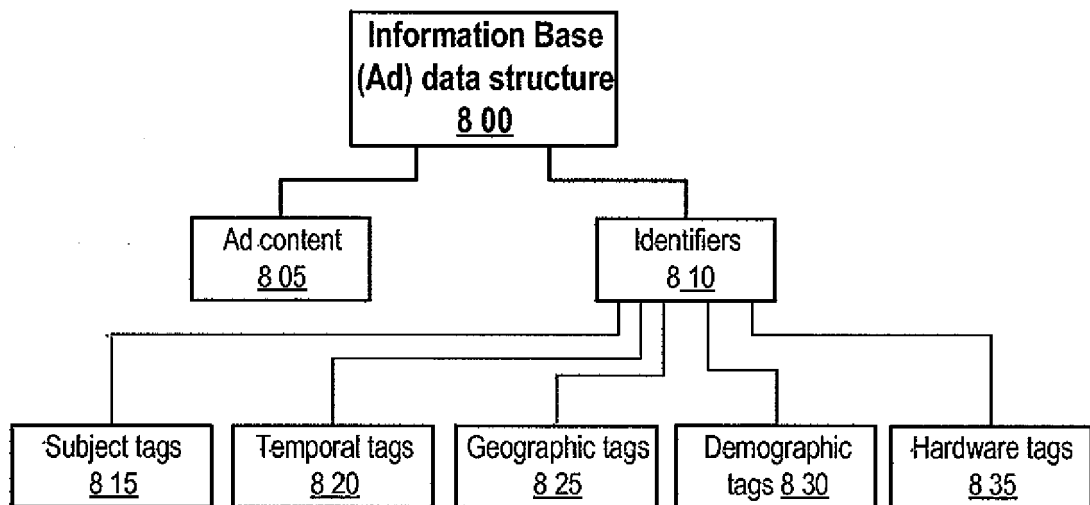 Information Base
(Ad) data structure
8 00
Ad content
8 05
Identifiers
8 10
Subject tags
8 15
Temporal tags
8 20
Geographic tags
8 25
Demographic
tags 8 30
Hardware tags
8 35